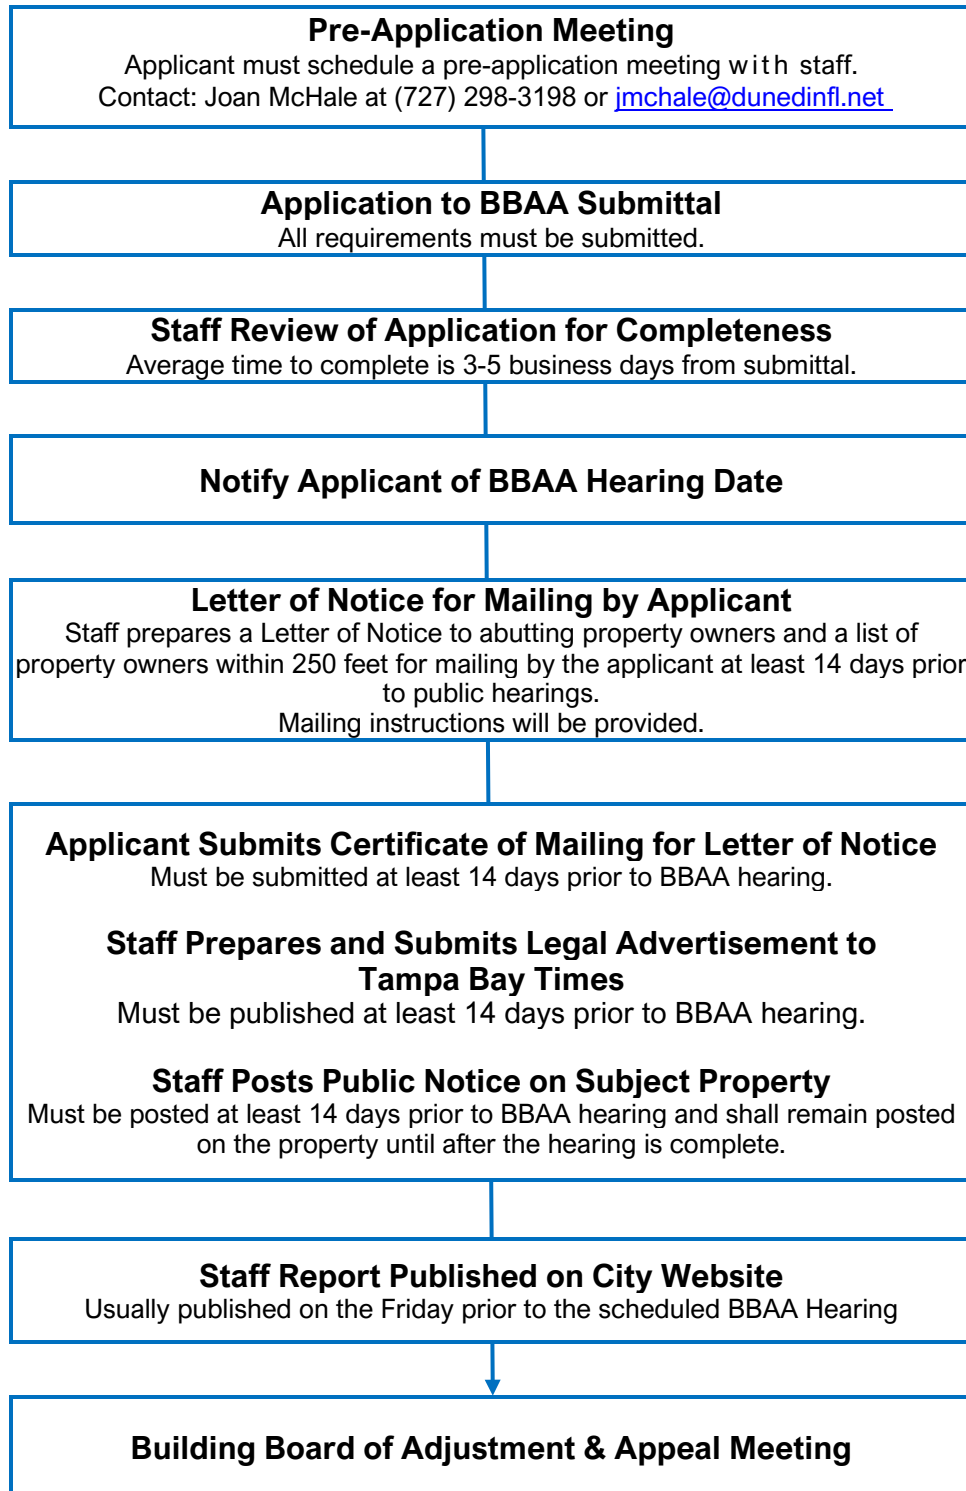 Pre-Application Meeting
Applicant must schedule a pre-application meeting with staff.
Contact: Joan McHale at (727) 298-3198 or jmchale@dunedinfl.net
Application to BBAA Submittal
All requirements must be submitted.
Staff Review of Application for Completeness
Average time to complete is 3-5 business days from submittal.
Notify Applicant of BBAA Hearing Date
Letter of Notice for Mailing by Applicant
Staff prepares a Letter of Notice to abutting property owners and a list of
property owners within 250 feet for mailing by the applicant at least 14 days prior
to public hearings.
Mailing instructions will be provided.
Applicant Submits Certificate of Mailing for Letter of Notice
Must be submitted at least 14 days prior to BBAA hearing.
Staff Prepares and Submits Legal Advertisement to
Tampa Bay Times
Must be published at least 14 days prior to BBAA hearing.
Staff Posts Public Notice on Subject Property
Must be posted at least 14 days prior to BBAA hearing and shall remain posted
on the property until after the hearing is complete.
Staff Report Published on City Website
Usually published on the Friday prior to the scheduled BBAA Hearing
Building Board of Adjustment & Appeal Meeting